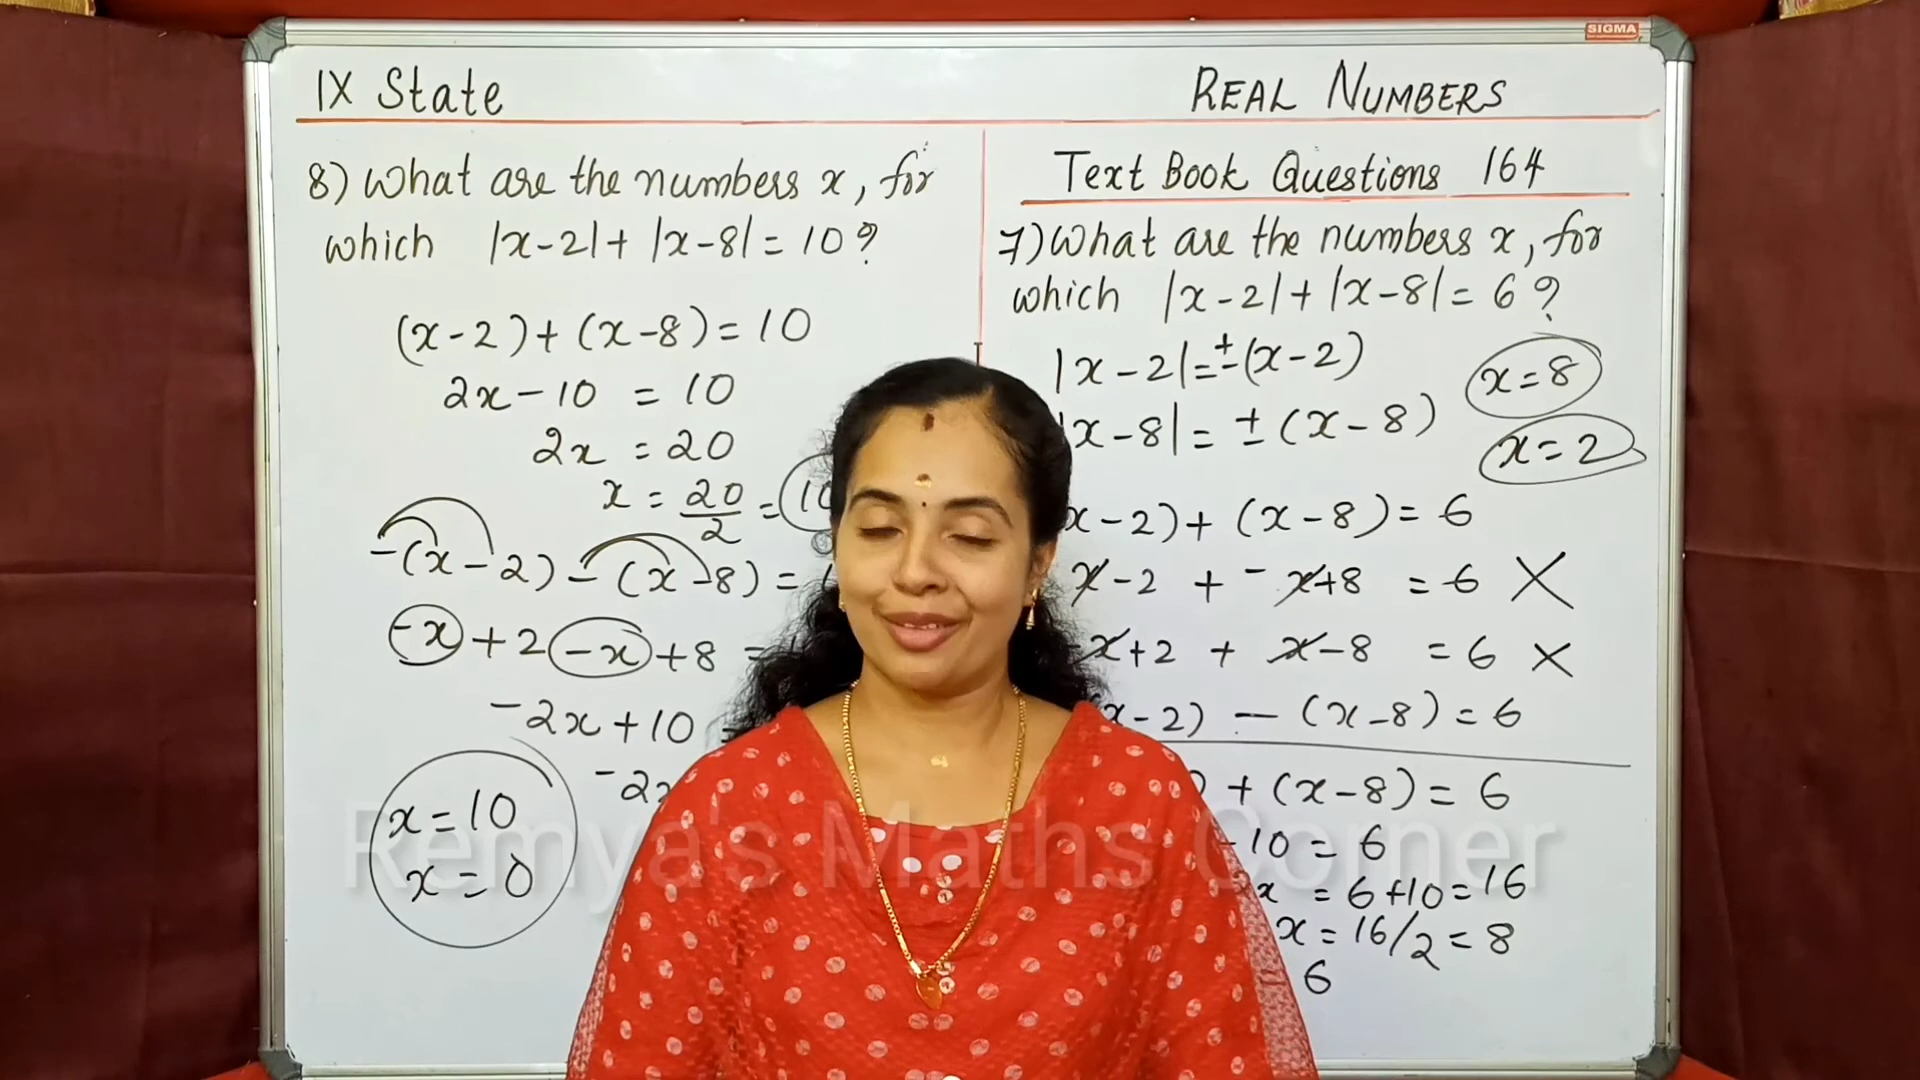 SIGMA
IX State
REAL NUMBERS
8) What are the numbers x, for
which |x-2|+ |x-8|= 10?
(x-2)+(x-8)=10
2x-10 = 10
2x = 20
x = 20/2 = 10
-(x-2)-(x-8)=
-x+2-x+8 =
-2x+10 =
-2x
x=10
x=0
Text Book Questions 164
7) What are the numbers x, for
which |x-2|+|x-8|= 6?
|x-2|=±(x-2)
|x-8|= ±(x-8)
x=8
x=2
x-2)+ (x-8)= 6
x-2 + -x+8 = 6 X
x+2 + x-8 = 6 X
(x-2) - (x-8)=6
+(x-8)= 6
-10 = 6
x = 6+10=16
x = 16/2 = 8
6
Remya's Maths Corner